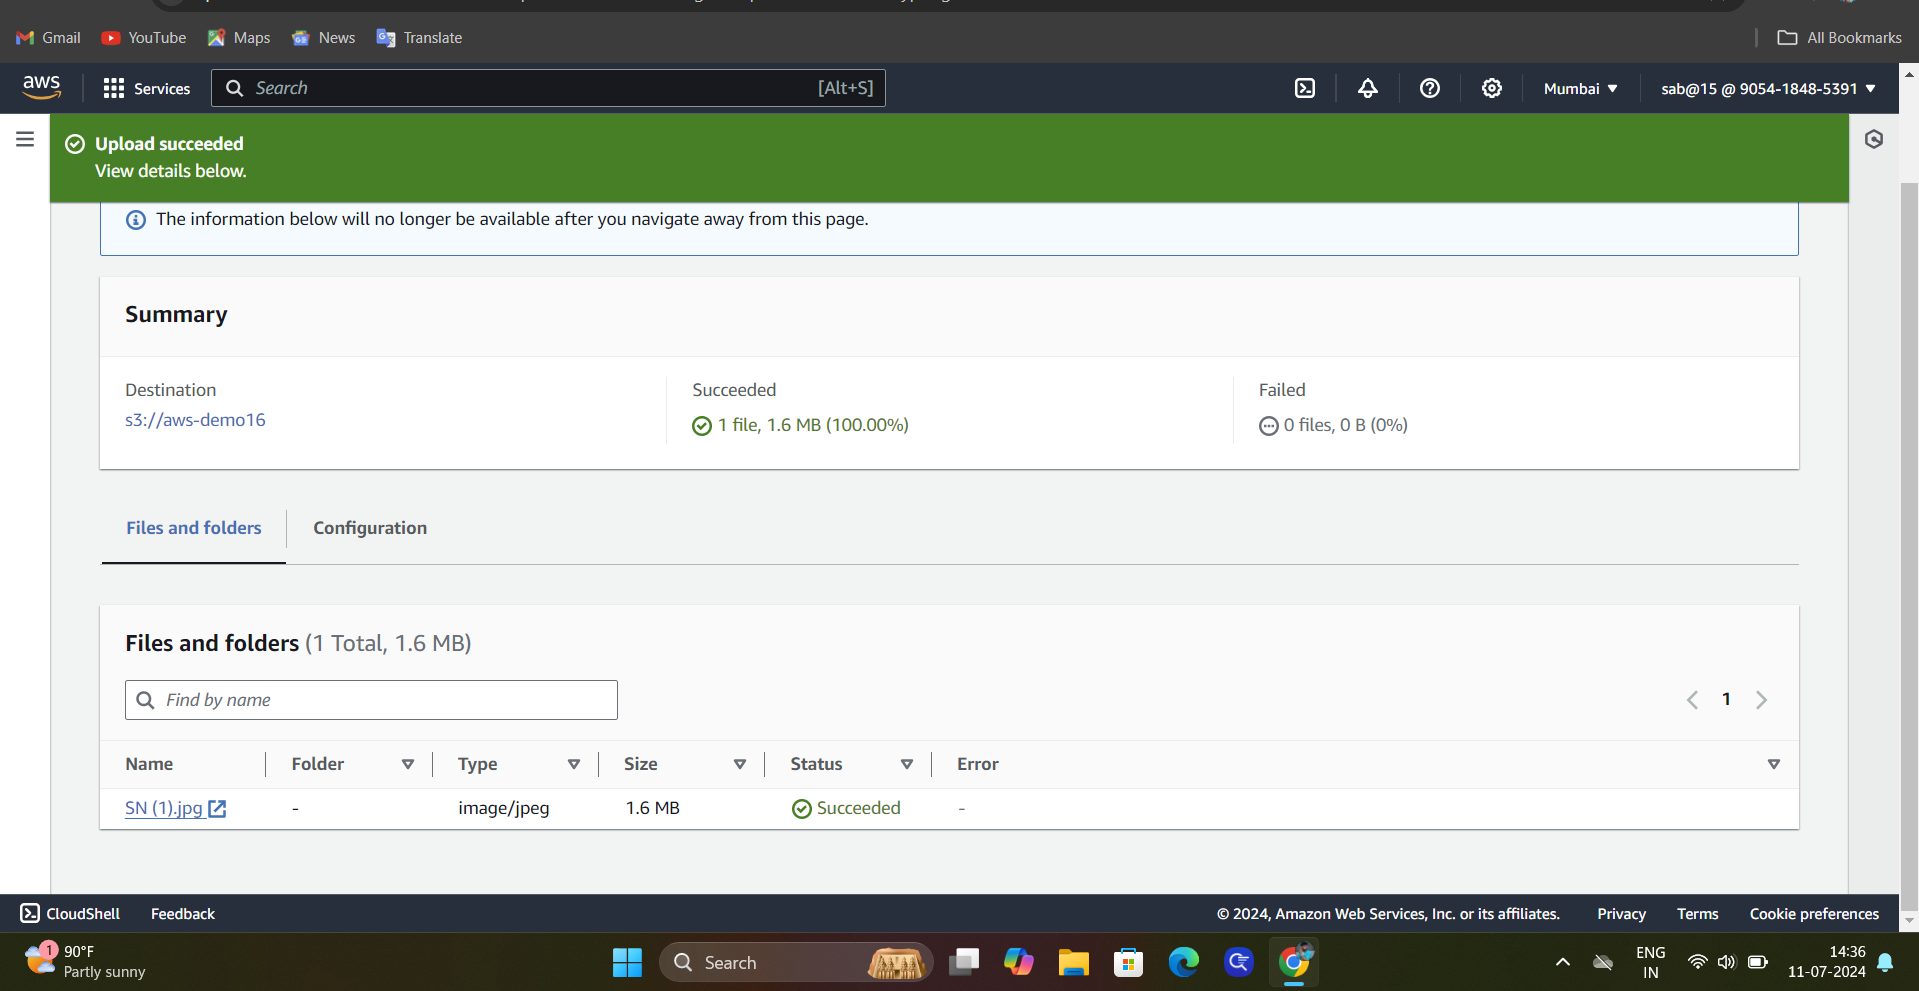 Gmail YouTube Maps News Translate All Bookmarks
aws Services Search [Alt+S] Mumbai ▼ sab@15 @ 9054-1848-5391 ▼
Upload succeeded
View details below.
The information below will no longer be available after you navigate away from this page.
Summary
Destination Succeeded Failed
s3://aws-demo16 1 file, 1.6 MB (100.00%) 0 files, 0 B (0%)
Files and folders Configuration
Files and folders (1 Total, 1.6 MB)
Find by name 1
Name Folder Type Size Status Error
SN (1).jpg - image/jpeg 1.6 MB Succeeded -
CloudShell Feedback © 2024, Amazon Web Services, Inc. or its affiliates. Privacy Terms Cookie preferences
1 90°F
Partly sunny
Search
ENG
IN
14:36
11-07-2024